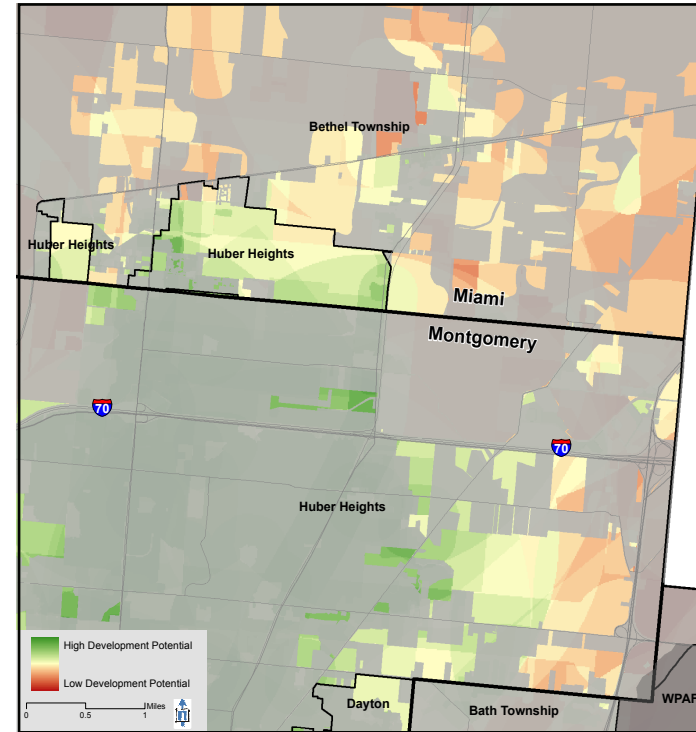 Bethel Township
Huber Heights
Huber Heights
Miami
Montgomery
70
70
Huber Heights
High Development Potential
Low Development Potential
0 0.5 1 Miles
Dayton
Bath Township
WPAF